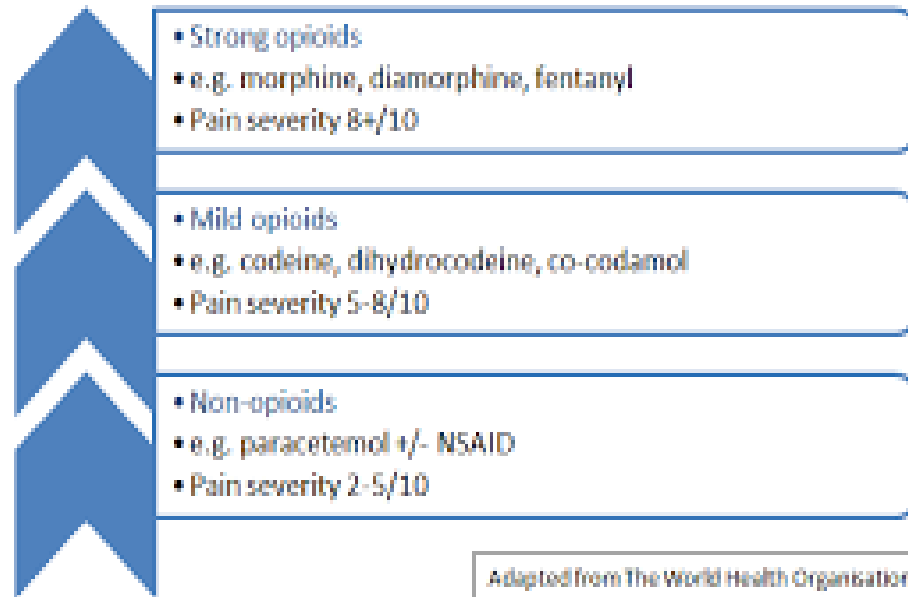 • Strong opioids
• e.g. morphine, diamorphine, fentanyl
• Pain severity 8+/10
• Mild opioids
• e.g. codeine, dihydrocodeine, co-codamol
• Pain severity 5-8/10
• Non-opioids
• e.g. paracetemol +/- NSAID
• Pain severity 2-5/10
Adapted from The World Health Organisation